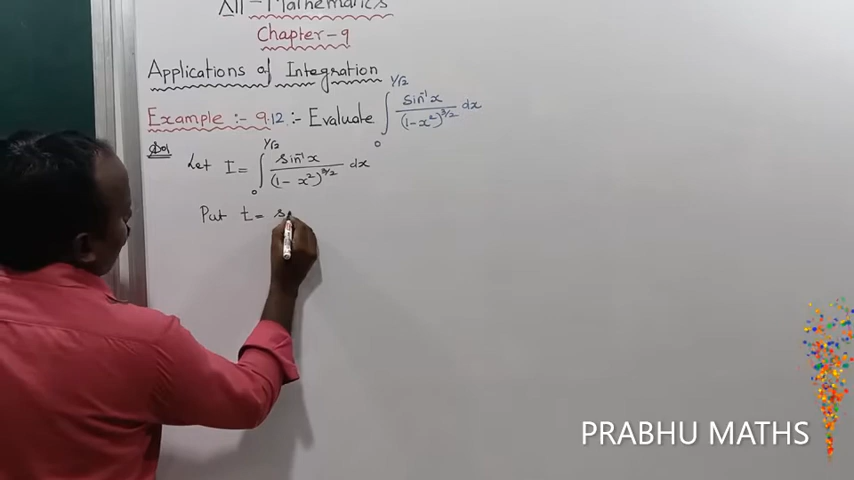 XII-Mathematics
Chapter-9
Applications of Integration
Example :- 9.12 :- Evaluate ∫₀^(1/√2) sin⁻¹x / (1-x²)^(3/2) dx
Sol
Let I = ∫₀^(1/√2) sin⁻¹x / (1-x²)^(3/2) dx
Put t = s
PRABHU MATHS